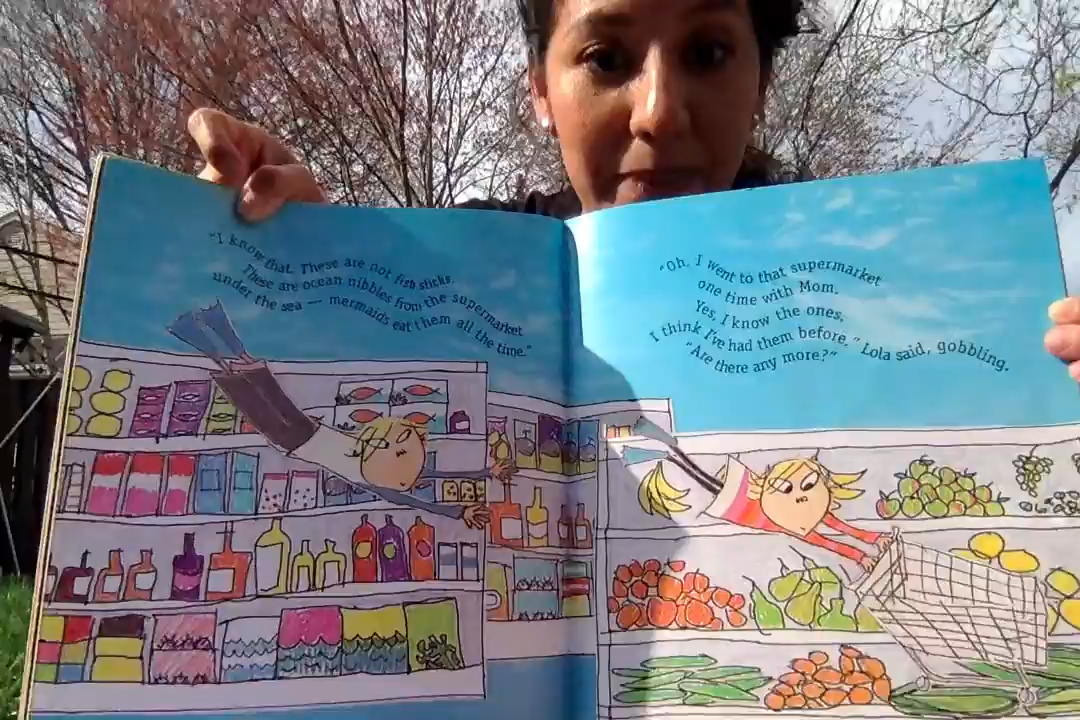 "I know that. These are not fish sticks.
These are ocean nibbles from the supermarket
under the sea — mermaids eat them all the time."
"Oh, I went to that supermarket
one time with Mom.
Yes, I know the ones,
I think I've had them before," Lola said, gobbling.
"Are there any more?"